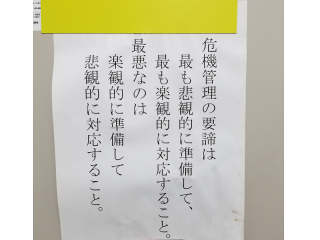 危機管理の要諦は
最も悲観的に準備して、
最も楽観的に対応すること。
最悪なのは
楽観的に準備して
悲観的に対応すること。